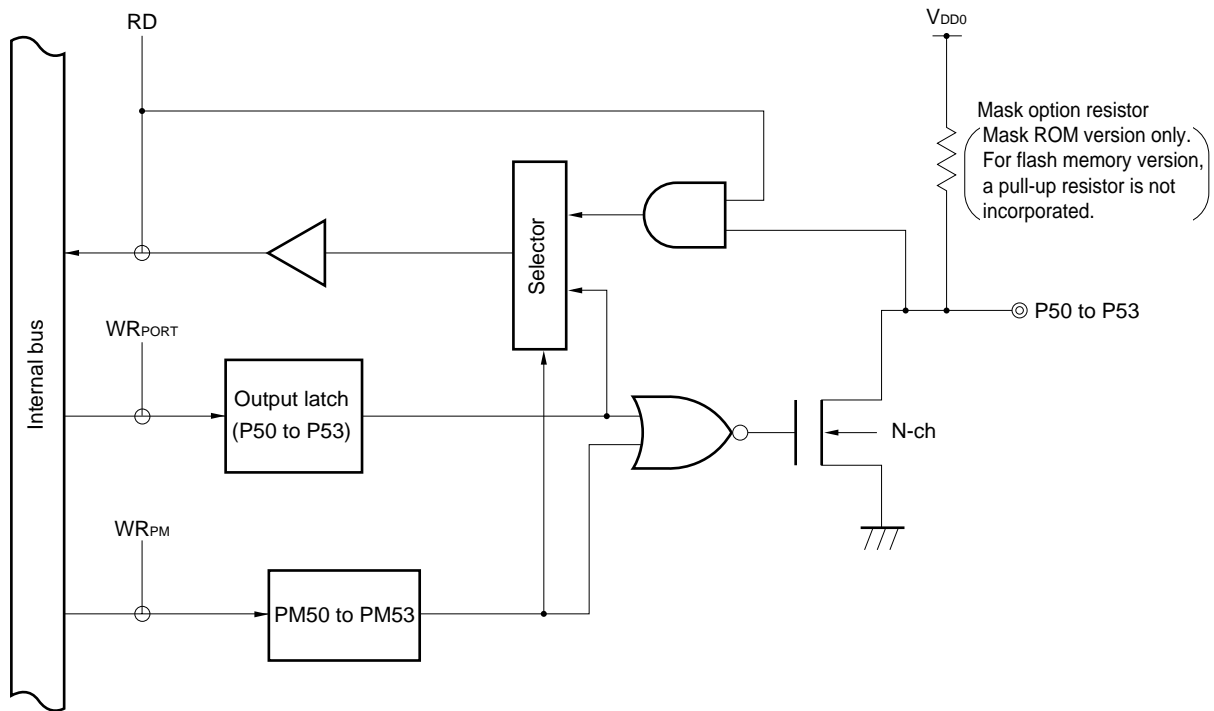 RD
VDD0
Mask option resistor
Mask ROM version only.
For flash memory version,
a pull-up resistor is not
incorporated.
Selector
P50 to P53
Internal bus
WRPORT
Output latch
(P50 to P53)
N-ch
WRPM
PM50 to PM53